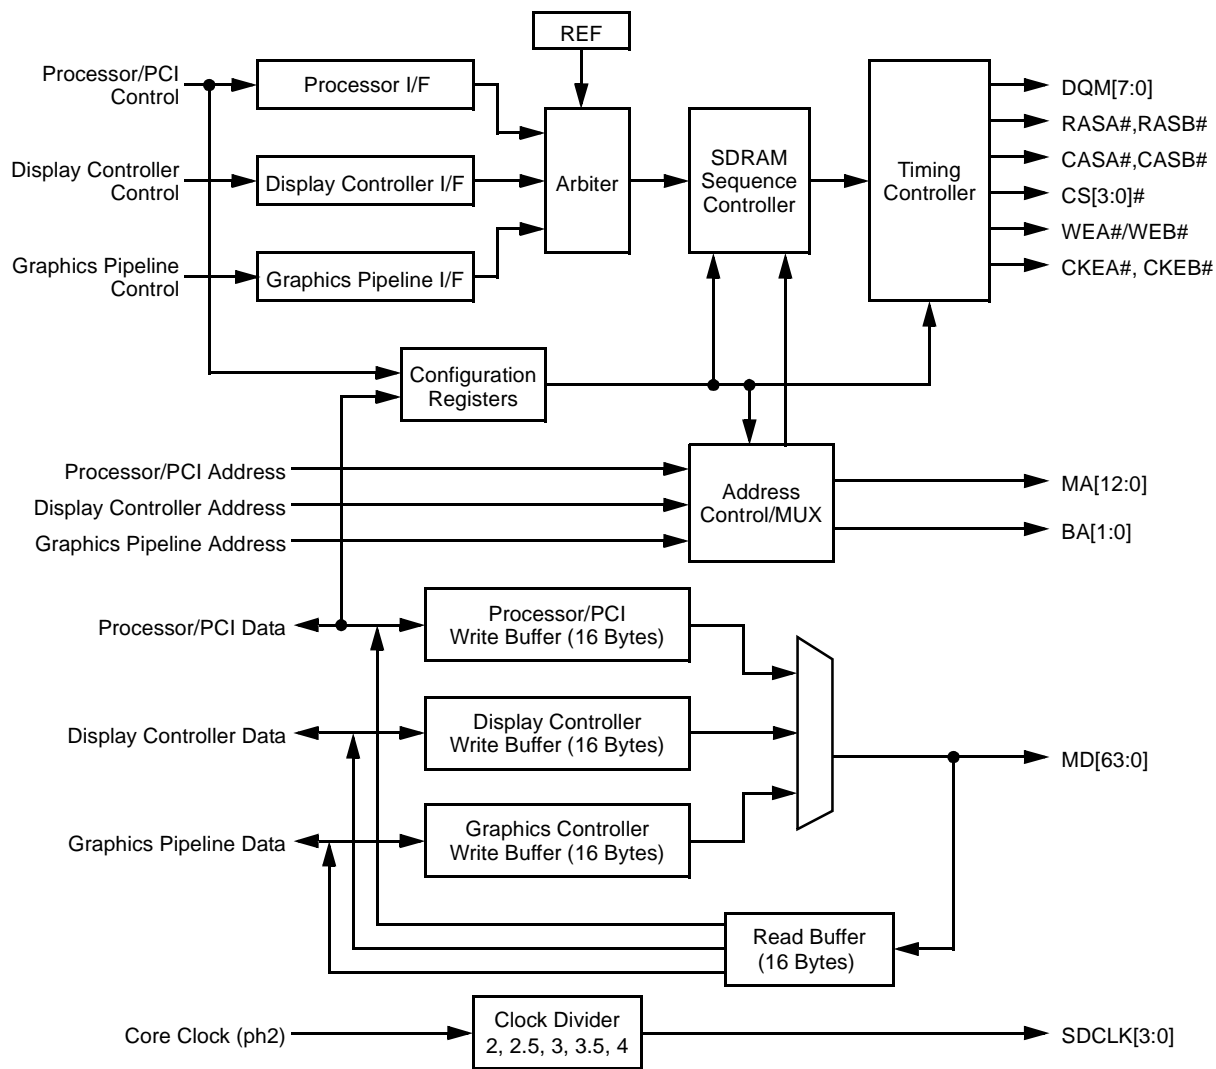 REF
Processor/PCI
Control
Processor I/F
DQM[7:0]
RASA#,RASB#
Display Controller
Control
Display Controller I/F
Arbiter
SDRAM
Sequence
Controller
Timing
Controller
CASA#,CASB#
CS[3:0]#
WEA#/WEB#
Graphics Pipeline
Control
Graphics Pipeline I/F
CKEA#, CKEB#
Configuration
Registers
Processor/PCI Address
Display Controller Address
Graphics Pipeline Address
Address
Control/MUX
MA[12:0]
BA[1:0]
Processor/PCI Data
Processor/PCI
Write Buffer (16 Bytes)
Display Controller Data
Display Controller
Write Buffer (16 Bytes)
MD[63:0]
Graphics Pipeline Data
Graphics Controller
Write Buffer (16 Bytes)
Read Buffer
(16 Bytes)
Core Clock (ph2)
Clock Divider
2, 2.5, 3, 3.5, 4
SDCLK[3:0]